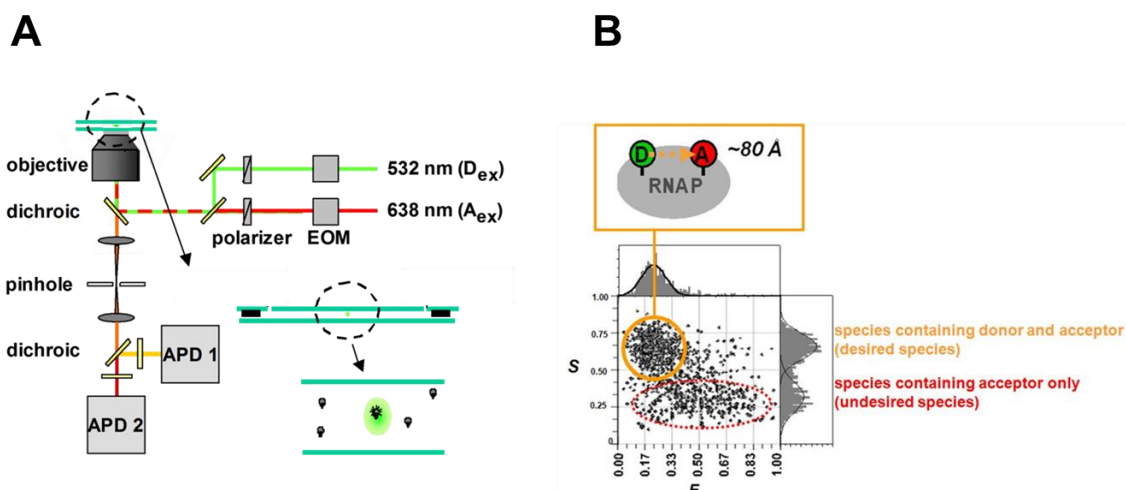 A
B
objective
dichroic
pinhole
dichroic
532 nm (Dex)
638 nm (Aex)
polarizer
EOM
APD 1
APD 2
D
A
~80 Å
RNAP
1.00
0.75
0.50
0.25
0
S
0.00
0.17
0.33
0.50
0.67
0.83
1.00
species containing donor and acceptor
(desired species)
species containing acceptor only
(undesired species)